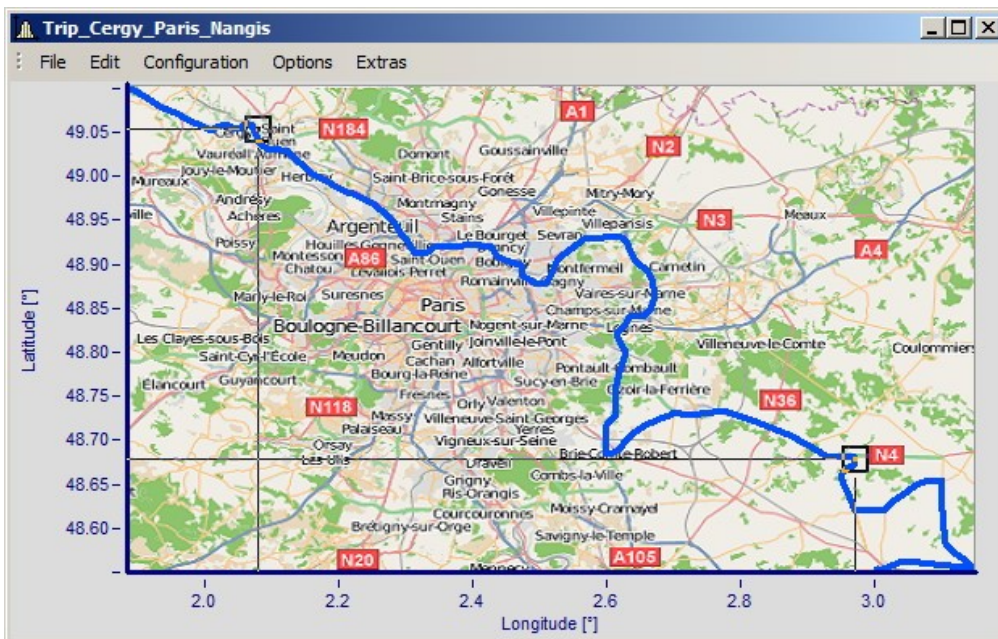 Trip_Cergy_Paris_Nangis
File Edit Configuration Options Extras
Latitude [°]
49.05
49.00
48.95
48.90
48.85
48.80
48.75
48.70
48.65
48.60
A1
N184
N2
Goussainville
Domont
Jouy-le-Moutier
Mureaux
Saint-Brice-sous-Forêt
Gonesse
Mitry-Mory
Andrésy
Montmagny
Achères
Stains
Villepinte
N3
Meaux
Argenteuil
Villeparisis
Le Bourget
Sevran
Poissy
A4
Montesson
A86
Saint-Ouen
Chatou
Levallois-Perret
Montfermeil
Romainville
Marly-le-Roi
Suresnes
Vaires-sur-Marne
Paris
Champs-sur-Marne
Boulogne-Billancourt
Nogent-sur-Marne
Les Clayes-sous-Bois
Joinville-le-Pont
Gentilly
Villeneuve-le-Comte
Coulommiers
Saint-Cyr-l'École
Meudon
Cachan
Alfortville
Bourg-la-Reine
Élancourt
Guyancourt
Sucy-en-Brie
Fresnes
N118
Orly
Valenton
N36
Massy
Villeneuve-Saint-Georges
Palaiseau
Yerres
Vigneux-sur-Seine
Orsay
Les Ulis
Brie-Comte-Robert
N4
Draveil
Combs-la-Ville
Grigny
Ris-Orangis
Moissy-Cramayel
Courcouronnes
Brétigny-sur-Orge
Savigny-le-Temple
N20
A105
Mennecy
2.0 2.2 2.4 2.6 2.8 3.0
Longitude [°]